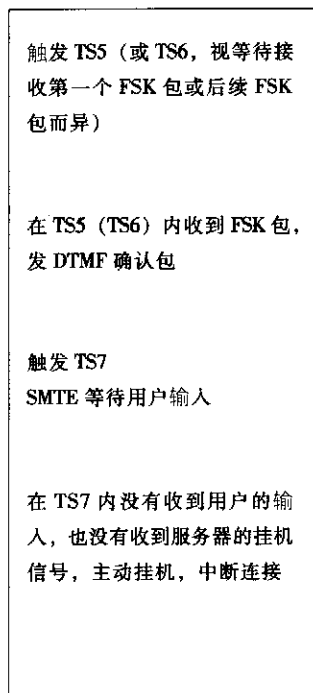 触发 TS5（或 TS6，视等待接
收第一个 FSK 包或后续 FSK
包而异）
在 TS5（TS6）内收到 FSK 包，
发 DTMF 确认包
触发 TS7
SMTE 等待用户输入
在 TS7 内没有收到用户的输
入，也没有收到服务器的挂机
信号，主动挂机，中断连接